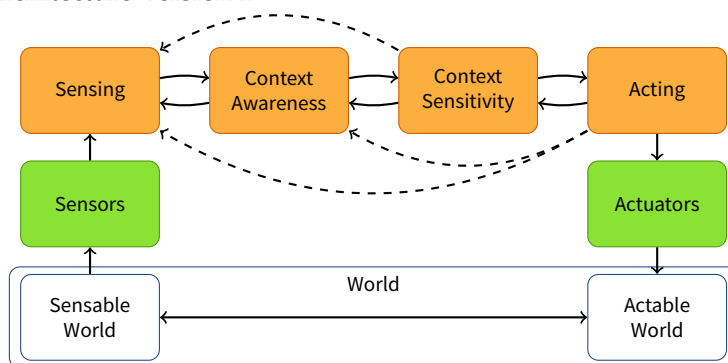 Sensing
Context
Awareness
Context
Sensitivity
Acting
Sensors
Actuators
World
Sensable
World
Actable
World